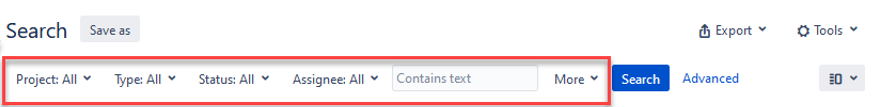 Search Save as Export Tools
Project: All Type: All Status: All Assignee: All Contains text More Search Advanced